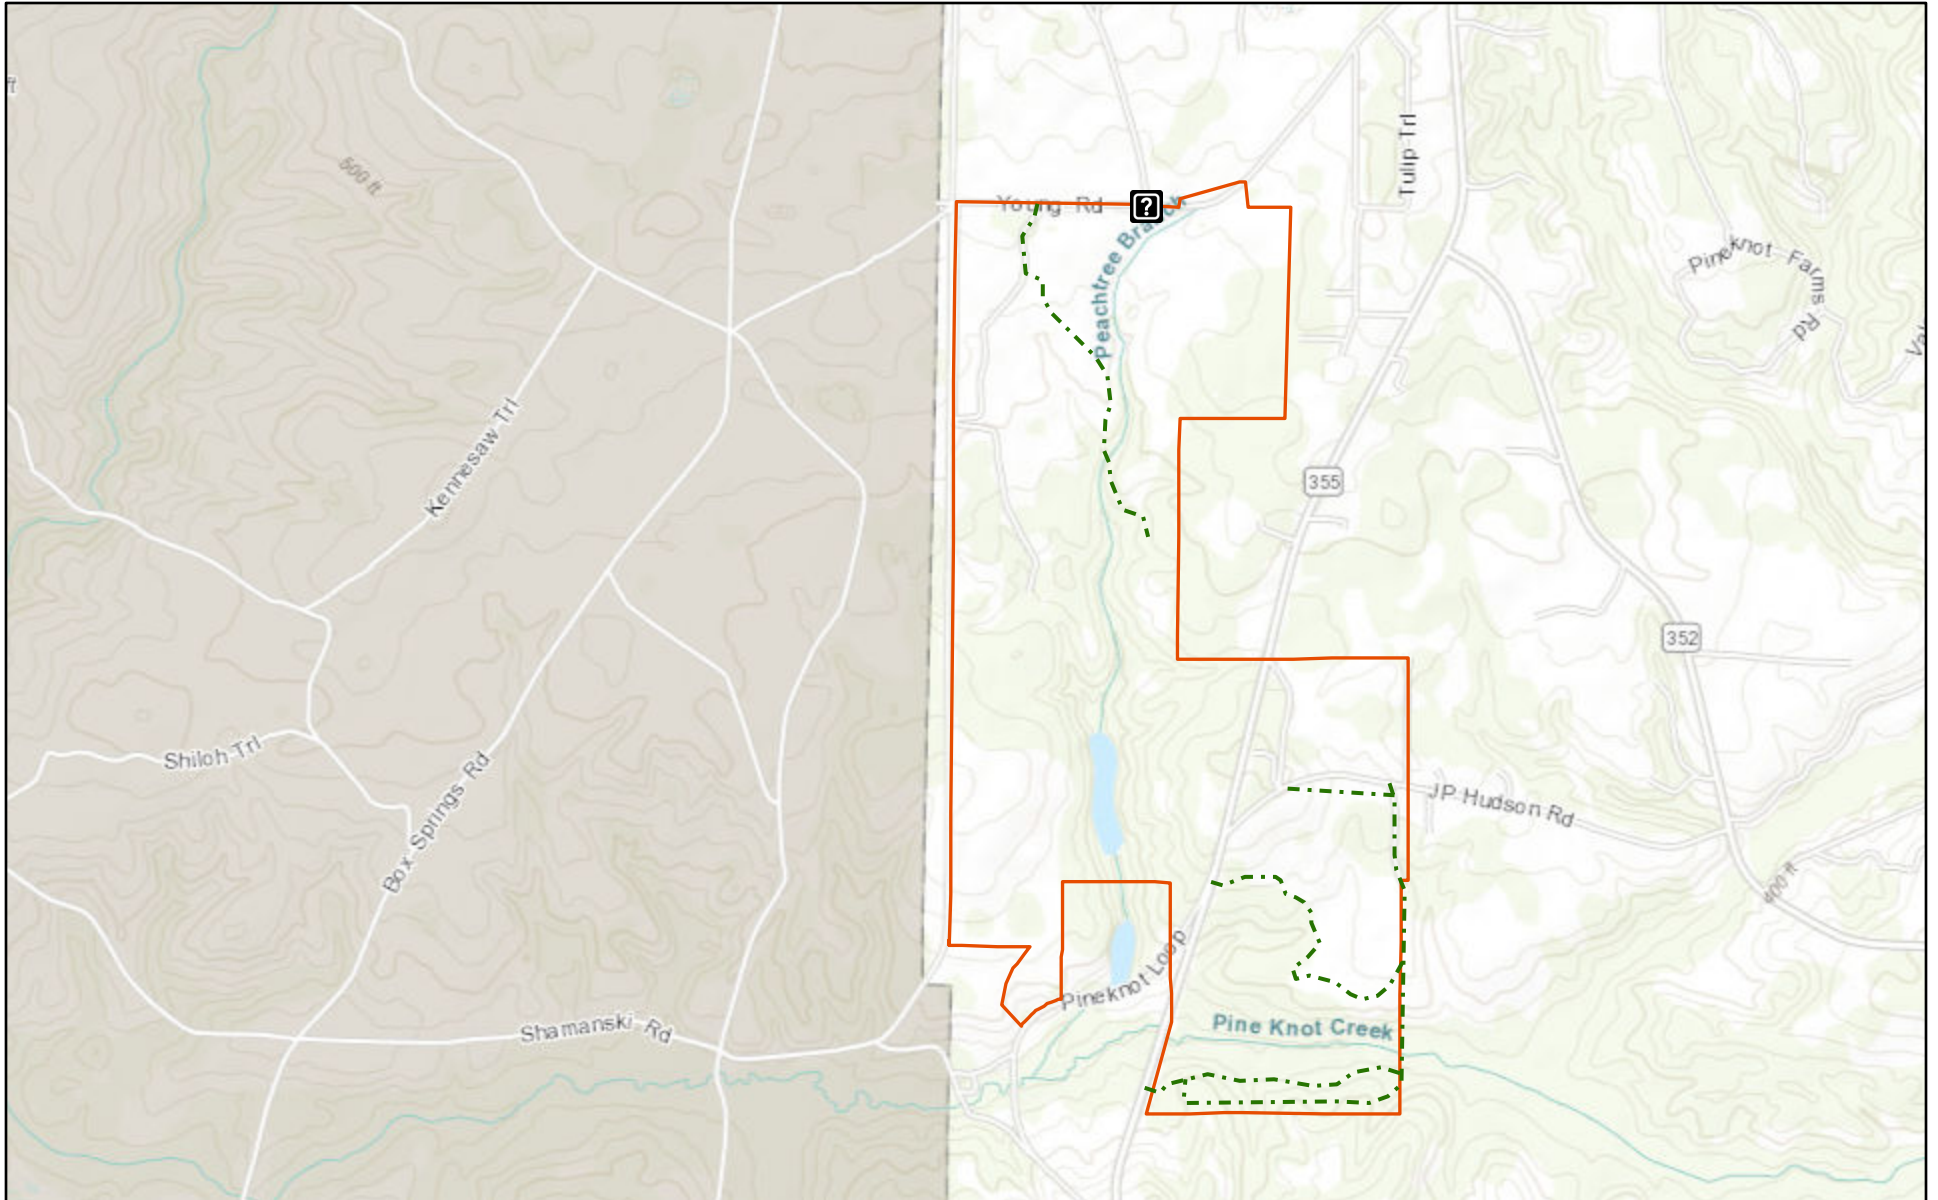 ft
500 ft
Tulip Trl
Young Rd
?
Peachtree Branch
Pineknot Farms Rd
Kennesaw Trl
355
352
Shiloh Trl
Box Springs Rd
JP Hudson Rd
400 ft
Pineknot Loop
Shamanski Rd
Pine Knot Creek